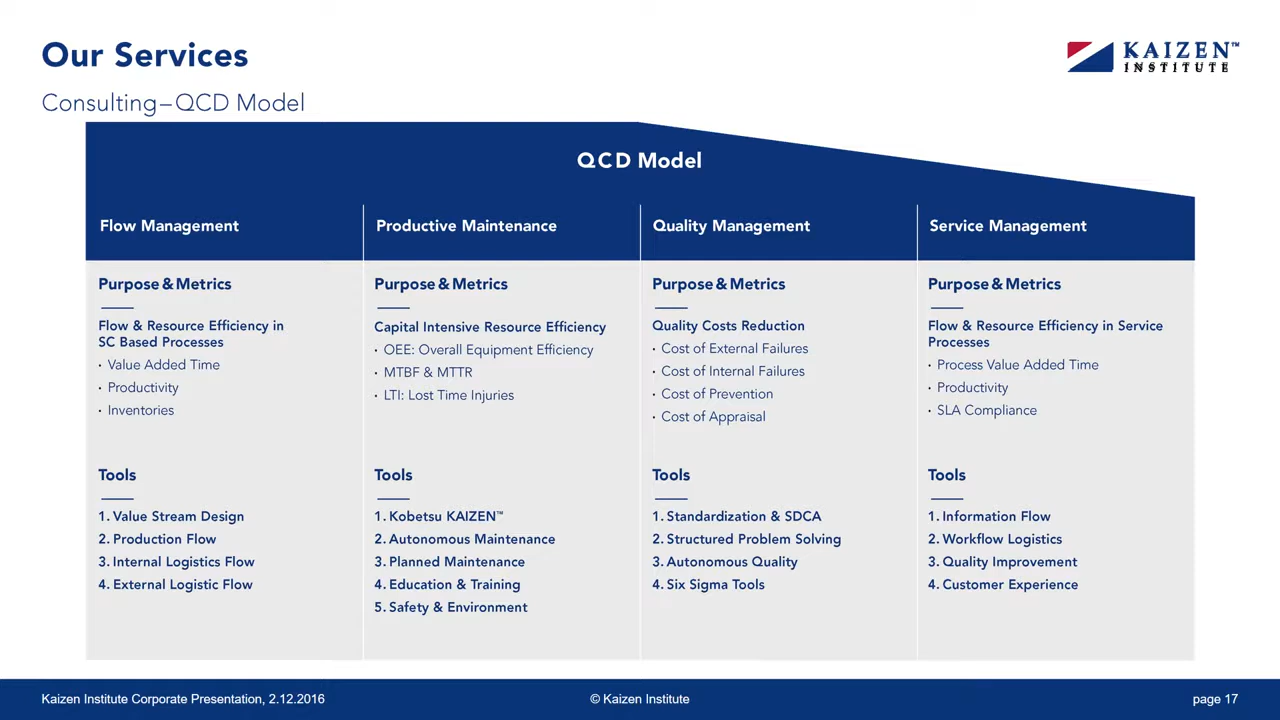 Our Services
KAIZEN™
INSTITUTE
Consulting–QCD Model
QCD Model
Flow Management
Productive Maintenance
Quality Management
Service Management
Purpose & Metrics
Flow & Resource Efficiency in
SC Based Processes
· Value Added Time
· Productivity
· Inventories
Tools
1. Value Stream Design
2. Production Flow
3. Internal Logistics Flow
4. External Logistic Flow
Purpose & Metrics
Capital Intensive Resource Efficiency
· OEE: Overall Equipment Efficiency
· MTBF & MTTR
· LTI: Lost Time Injuries
Tools
1. Kobetsu KAIZEN™
2. Autonomous Maintenance
3. Planned Maintenance
4. Education & Training
5. Safety & Environment
Purpose & Metrics
Quality Costs Reduction
· Cost of External Failures
· Cost of Internal Failures
· Cost of Prevention
· Cost of Appraisal
Tools
1. Standardization & SDCA
2. Structured Problem Solving
3. Autonomous Quality
4. Six Sigma Tools
Purpose & Metrics
Flow & Resource Efficiency in Service
Processes
· Process Value Added Time
· Productivity
· SLA Compliance
Tools
1. Information Flow
2. Workflow Logistics
3. Quality Improvement
4. Customer Experience
Kaizen Institute Corporate Presentation, 2.12.2016
© Kaizen Institute
page 17